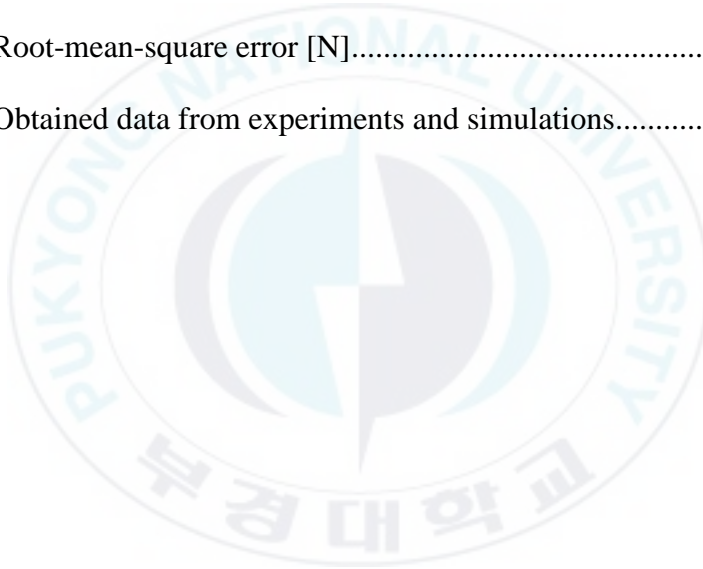 Root-mean-square error [N].....................................
Obtained data from experiments and simulations...........
PUKYONG NATIONAL UNIVERSITY
부경대학교